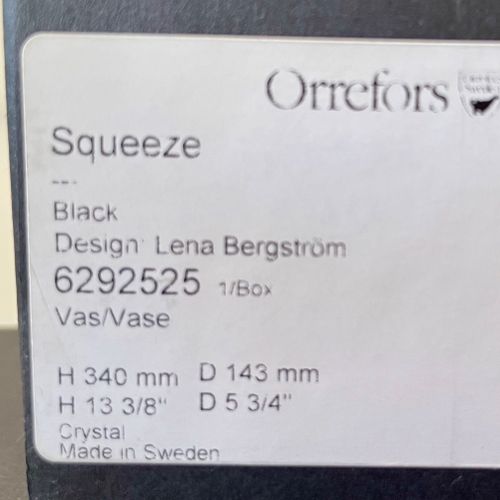 Orrefors
Squeeze
---
Black
Design: Lena Bergström
6292525 1/Box
Vas/Vase
H 340 mm D 143 mm
H 13 3/8" D 5 3/4"
Crystal
Made in Sweden